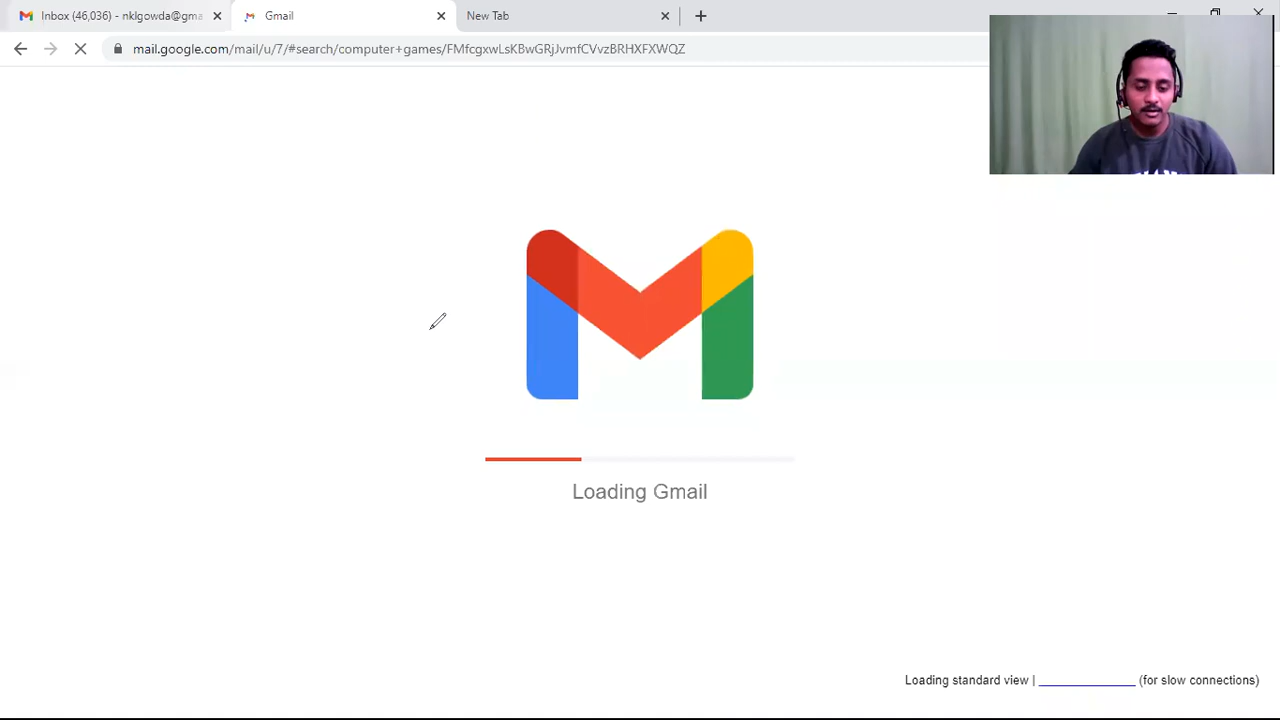 Inbox (46,036) - nklgowda@gma
Gmail
New Tab
mail.google.com/mail/u/7/#search/computer+games/FMfcgxwLsKBwGRjJvmfCVvzBRHXFXWQZ
Loading Gmail
Loading standard view | (for slow connections)